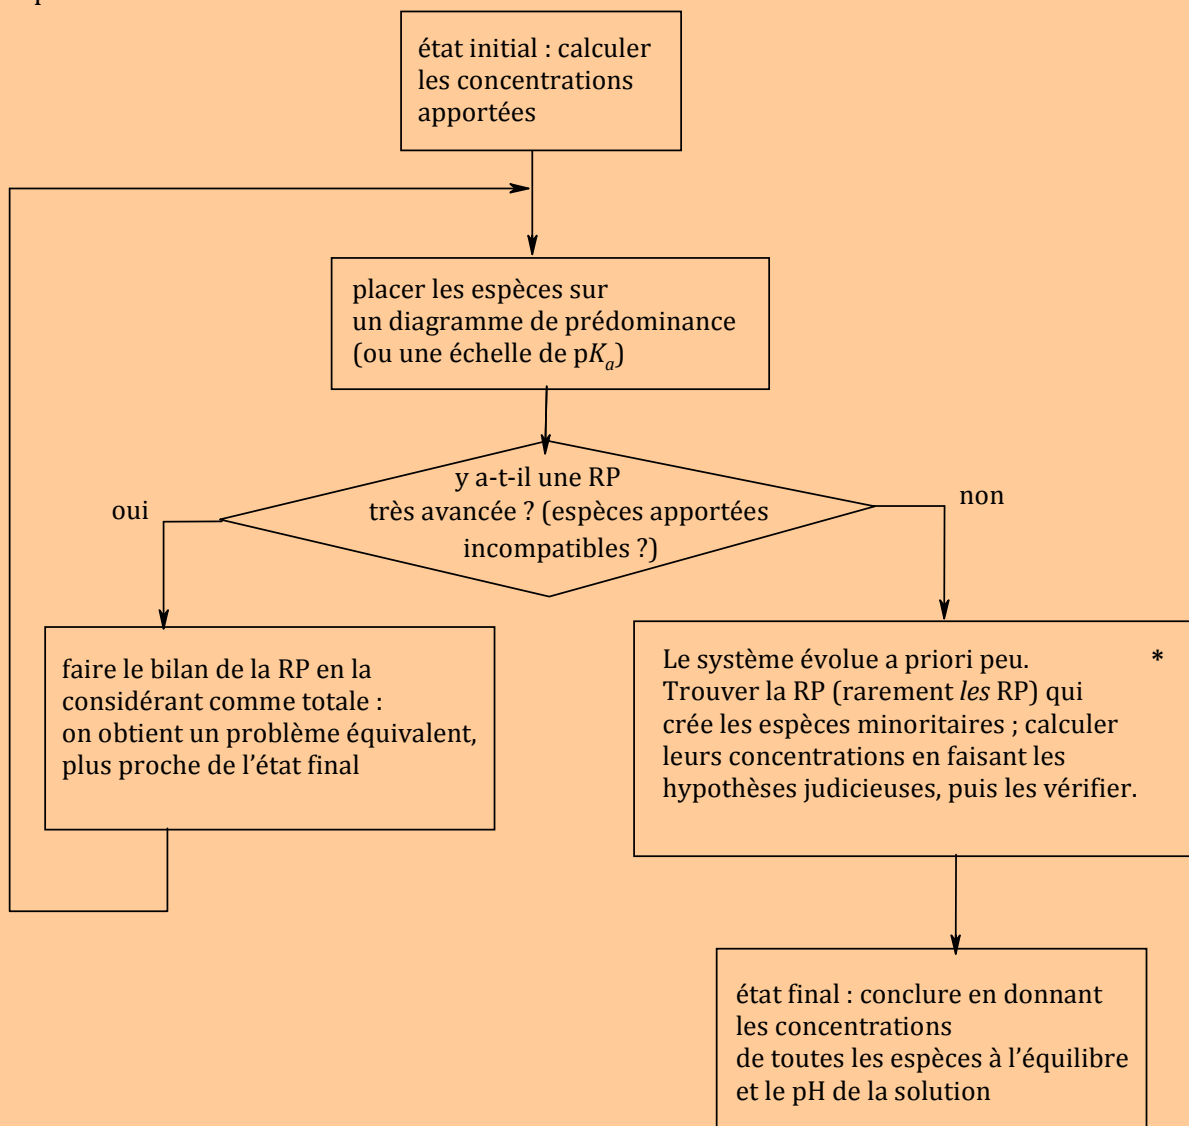 état initial : calculer
les concentrations
apportées
placer les espèces sur
un diagramme de prédominance
(ou une échelle de pKa)
y a-t-il une RP
très avancée ? (espèces apportées
incompatibles ?)
oui
non
faire le bilan de la RP en la
considérant comme totale :
on obtient un problème équivalent,
plus proche de l’état final
Le système évolue a priori peu. *
Trouver la RP (rarement les RP) qui
crée les espèces minoritaires ; calculer
leurs concentrations en faisant les
hypothèses judicieuses, puis les vérifier.
état final : conclure en donnant
les concentrations
de toutes les espèces à l’équilibre
et le pH de la solution